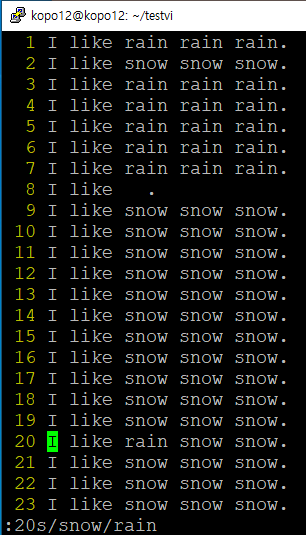 kopo12@kopo12: ~/testvi
1 I like rain rain rain.
2 I like snow snow snow.
3 I like rain rain rain.
4 I like rain rain rain.
5 I like rain rain rain.
6 I like rain rain rain.
7 I like rain rain rain.
8 I like   .
9 I like snow snow snow.
10 I like snow snow snow.
11 I like snow snow snow.
12 I like snow snow snow.
13 I like snow snow snow.
14 I like snow snow snow.
15 I like snow snow snow.
16 I like snow snow snow.
17 I like snow snow snow.
18 I like snow snow snow.
19 I like snow snow snow.
20 I like rain snow snow.
21 I like snow snow snow.
22 I like snow snow snow.
23 I like snow snow snow.
:20s/snow/rain